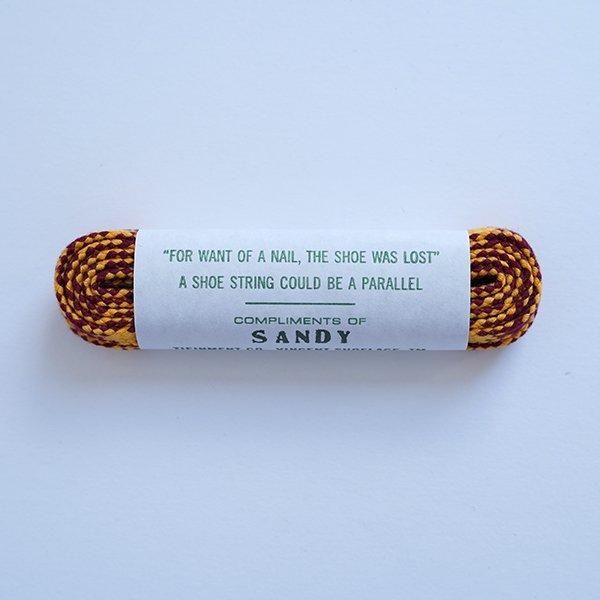 "FOR WANT OF A NAIL, THE SHOE WAS LOST"
A SHOE STRING COULD BE A PARALLEL
COMPLIMENTS OF
SANDY